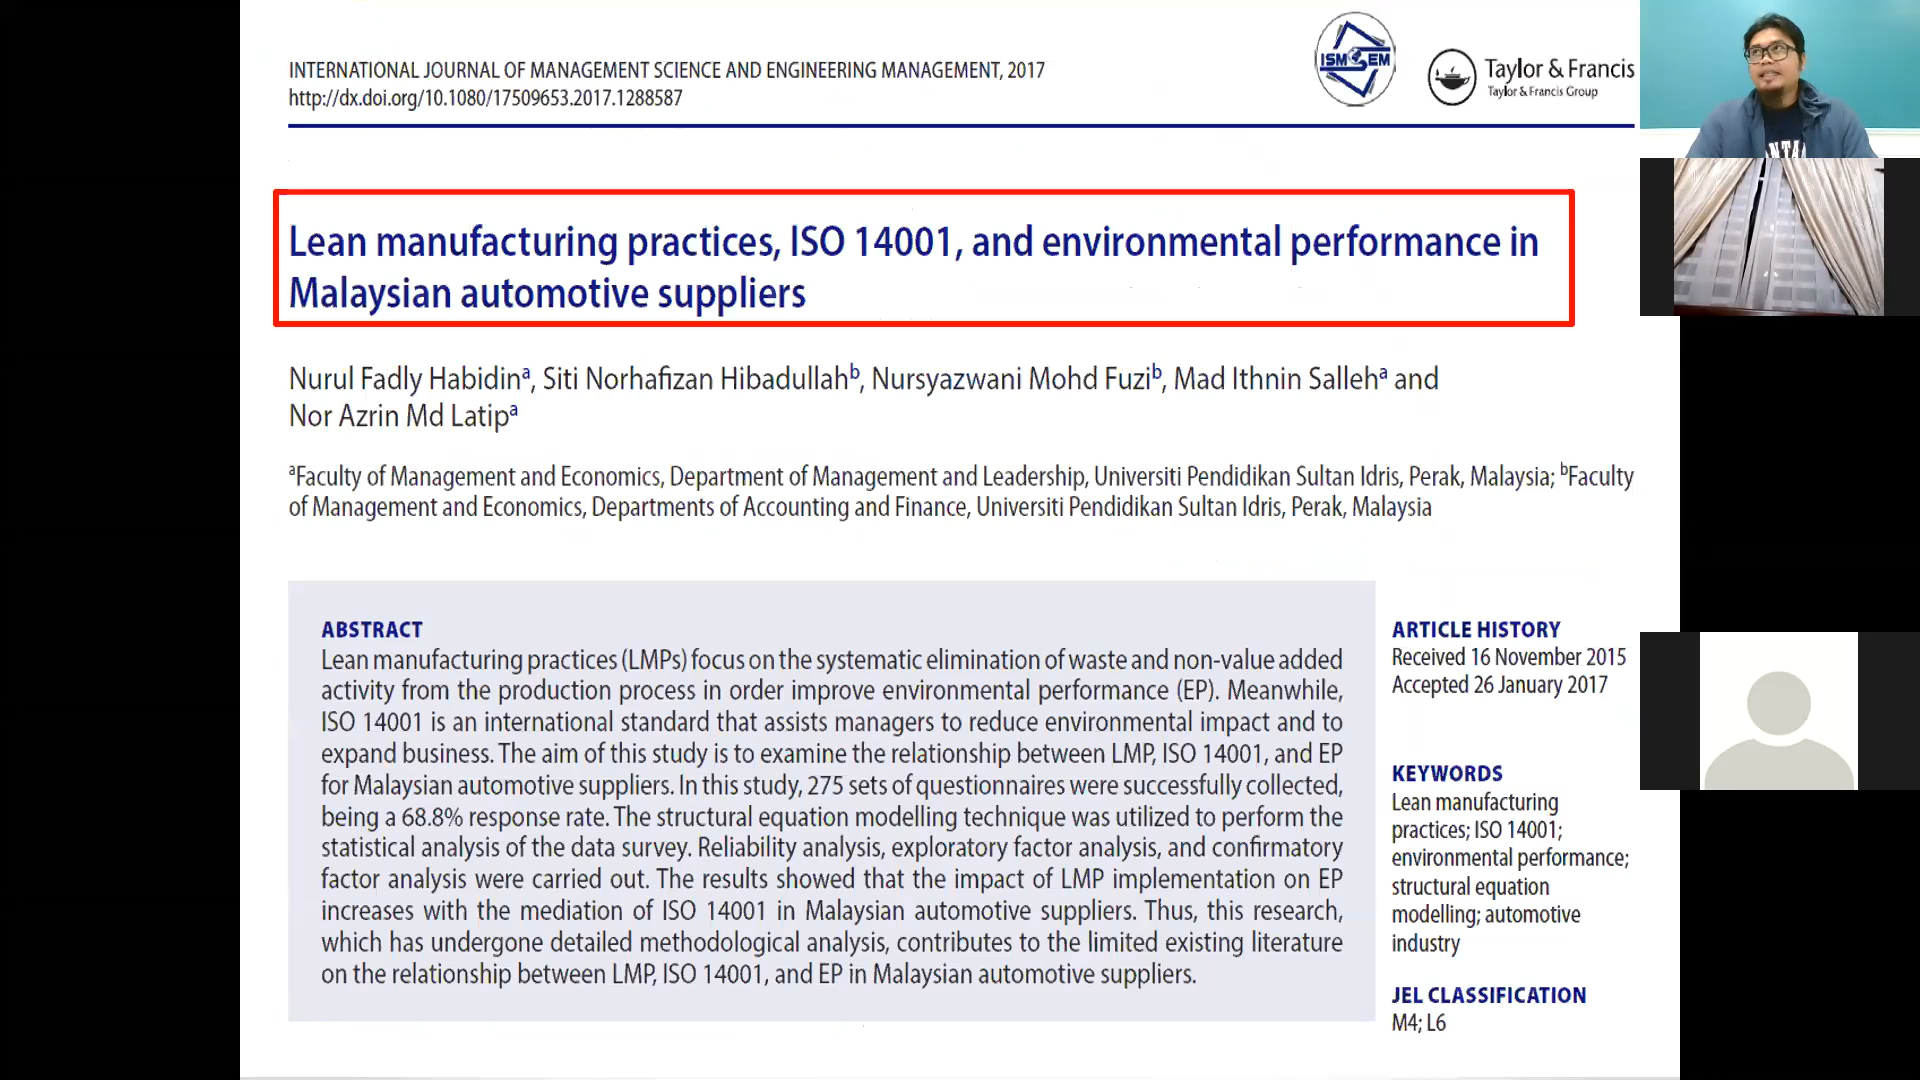 INTERNATIONAL JOURNAL OF MANAGEMENT SCIENCE AND ENGINEERING MANAGEMENT, 2017
http://dx.doi.org/10.1080/17509653.2017.1288587
ISM EM
Taylor & Francis
Taylor & Francis Group
Lean manufacturing practices, ISO 14001, and environmental performance in
Malaysian automotive suppliers
Nurul Fadly Habidinᵃ, Siti Norhafizan Hibadullahᵇ, Nursyazwani Mohd Fuziᵇ, Mad Ithnin Sallehᵃ and
Nor Azrin Md Latipᵃ
ᵃFaculty of Management and Economics, Department of Management and Leadership, Universiti Pendidikan Sultan Idris, Perak, Malaysia; ᵇFaculty
of Management and Economics, Departments of Accounting and Finance, Universiti Pendidikan Sultan Idris, Perak, Malaysia
ABSTRACT
Lean manufacturing practices (LMPs) focus on the systematic elimination of waste and non-value added
activity from the production process in order improve environmental performance (EP). Meanwhile,
ISO 14001 is an international standard that assists managers to reduce environmental impact and to
expand business. The aim of this study is to examine the relationship between LMP, ISO 14001, and EP
for Malaysian automotive suppliers. In this study, 275 sets of questionnaires were successfully collected,
being a 68.8% response rate. The structural equation modelling technique was utilized to perform the
statistical analysis of the data survey. Reliability analysis, exploratory factor analysis, and confirmatory
factor analysis were carried out. The results showed that the impact of LMP implementation on EP
increases with the mediation of ISO 14001 in Malaysian automotive suppliers. Thus, this research,
which has undergone detailed methodological analysis, contributes to the limited existing literature
on the relationship between LMP, ISO 14001, and EP in Malaysian automotive suppliers.
ARTICLE HISTORY
Received 16 November 2015
Accepted 26 January 2017
KEYWORDS
Lean manufacturing
practices; ISO 14001;
environmental performance;
structural equation
modelling; automotive
industry
JEL CLASSIFICATION
M4; L6